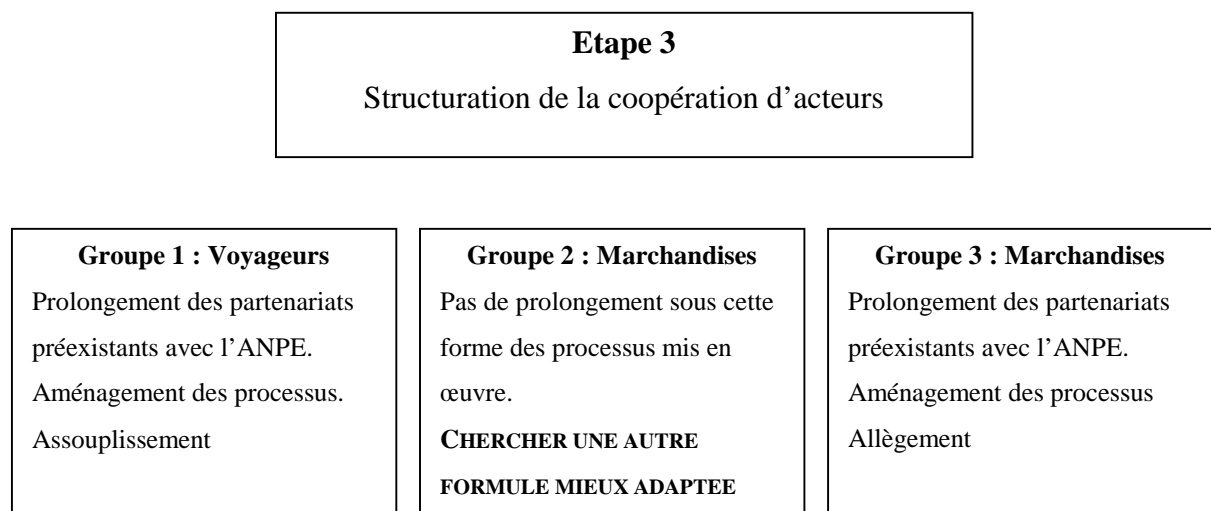 Etape 3
Structuration de la coopération d’acteurs
Groupe 1 : Voyageurs
Prolongement des partenariats
préexistants avec l’ANPE.
Aménagement des processus.
Assouplissement
Groupe 2 : Marchandises
Pas de prolongement sous cette
forme des processus mis en
œuvre.
CHERCHER UNE AUTRE
FORMULE MIEUX ADAPTEE
Groupe 3 : Marchandises
Prolongement des partenariats
préexistants avec l’ANPE.
Aménagement des processus
Allègement